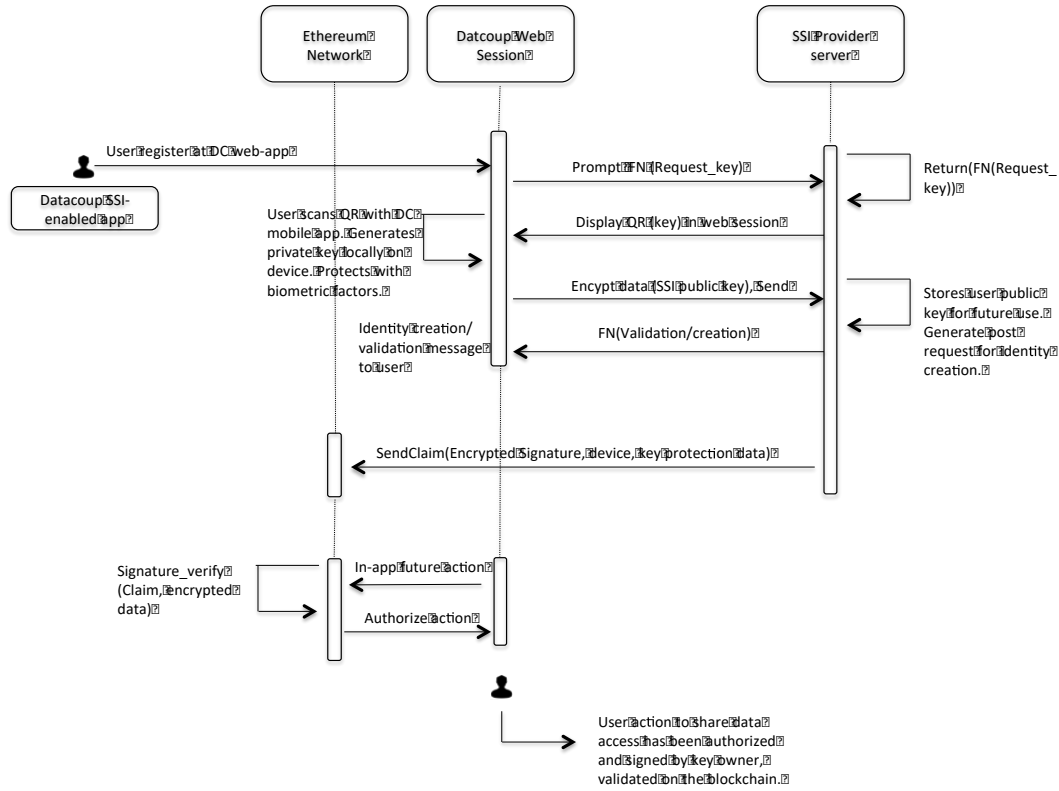 Ethereum
Network
Datcoup Web
Session
SSI Provider
server
User register at DC web-app
Datacoup SSI-
enabled app
Prompt FN (Request_key)
Return(FN(Request_
key))
User scans QR with DC
mobile app. Generates
private key locally on
device. Protects with
biometric factors.
Display QR (key) in web session
Encrypt data (SSI public key), Send
Stores user public
key for future use.
Generate post
request for identity
creation.
Identity creation/
validation message
to user
FN(Validation/creation)
SendClaim(Encrypted Signature, device, key protection data)
Signature_verify
(Claim, encrypted
data)
In-app future action
Authorize action
User action to share data
access has been authorized
and signed by key owner,
validated on the blockchain.